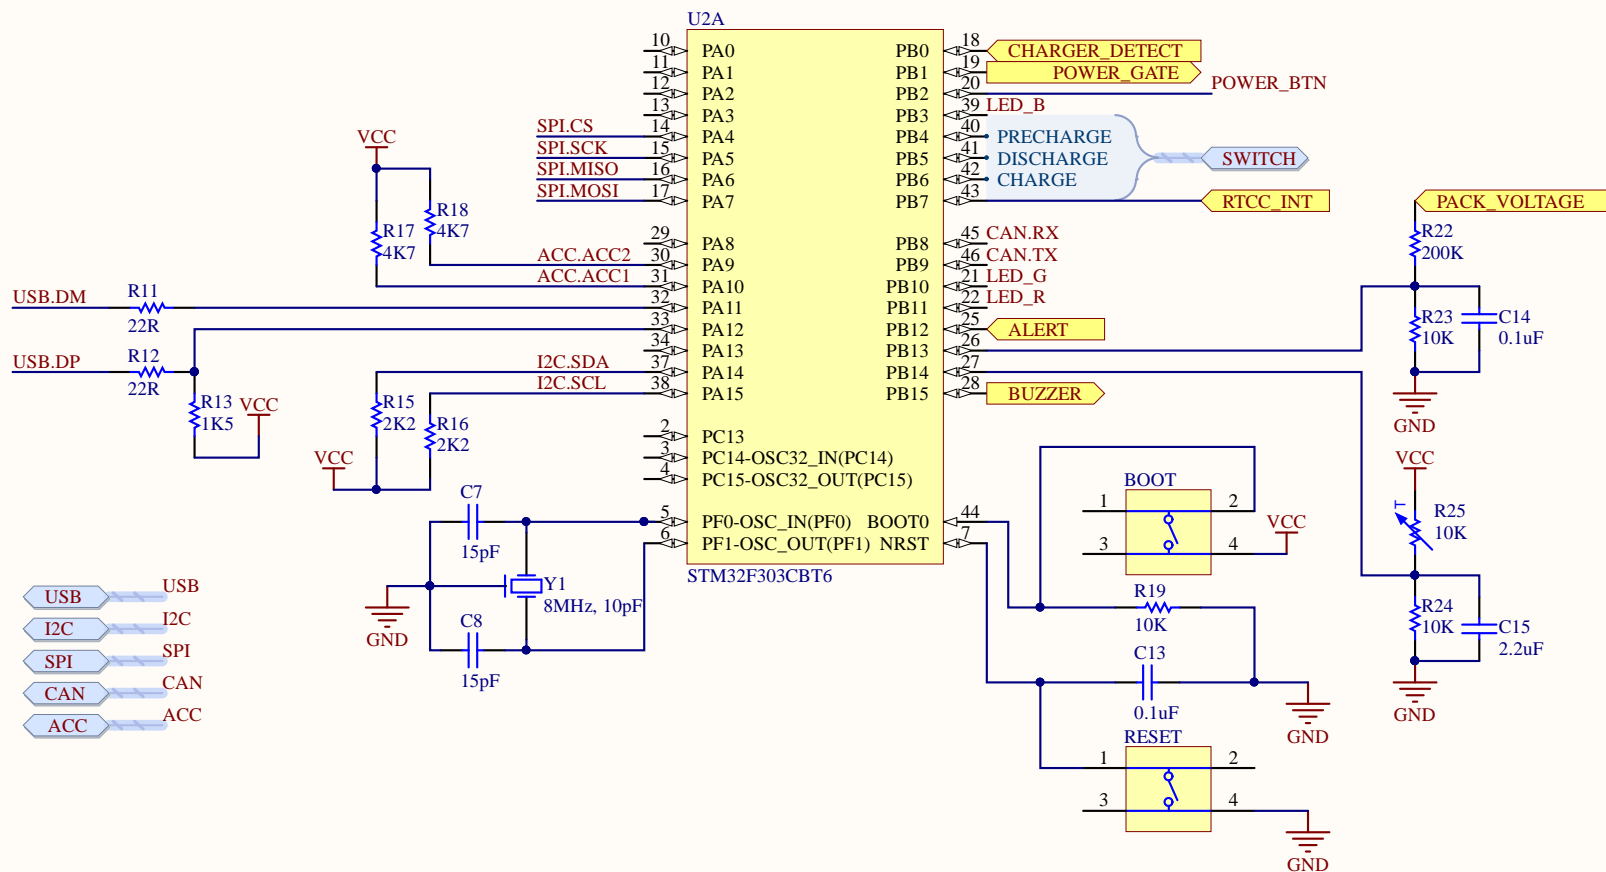 U2A
10 PA0
11 PA1
12 PA2
13 PA3
SPI.CS 14 PA4
SPI.SCK 15 PA5
SPI.MISO 16 PA6
SPI.MOSI 17 PA7
29 PA8
ACC.ACC2 30 PA9
ACC.ACC1 31 PA10
32 PA11
33 PA12
34 PA13
I2C.SDA 37 PA14
I2C.SCL 38 PA15
2 PC13
3 PC14-OSC32_IN(PC14)
4 PC15-OSC32_OUT(PC15)
5 PF0-OSC_IN(PF0)
6 PF1-OSC_OUT(PF1)
STM32F303CBT6
PB0 18 CHARGER_DETECT
PB1 19 POWER_GATE
PB2 20 POWER_BTN
PB3 39 LED_B
PB4 40 PRECHARGE
PB5 41 DISCHARGE
PB6 42 CHARGE
SWITCH
PB7 43 RTCC_INT
PB8 45 CAN.RX
PB9 46 CAN.TX
PB10 21 LED_G
PB11 22 LED_R
PB12 25 ALERT
PB13 26
PB14 27
PB15 28 BUZZER
BOOT0 44
NRST 7
VCC
R18
4K7
R17
4K7
USB.DM
R11
22R
USB.DP
R12
22R
R13
1K5
VCC
R15
2K2
R16
2K2
VCC
C7
15pF
Y1
8MHz, 10pF
GND
C8
15pF
USB USB
I2C I2C
SPI SPI
CAN CAN
ACC ACC
PACK_VOLTAGE
R22
200K
R23
10K
C14
0.1uF
GND
VCC
T
R25
10K
R24
10K
C15
2.2uF
GND
BOOT
1 2
3 4
VCC
R19
10K
C13
0.1uF
GND
RESET
1 2
3 4
GND